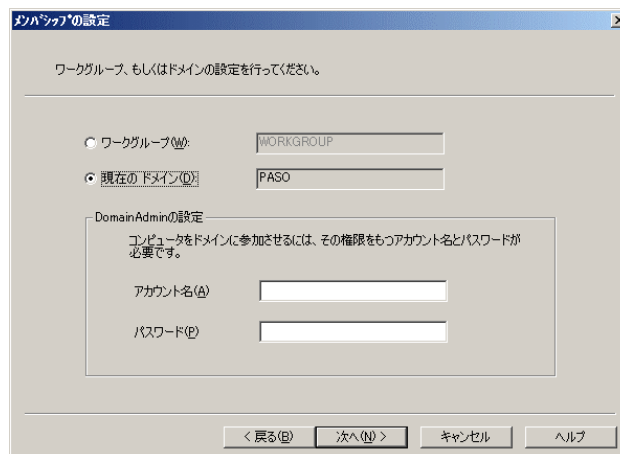 メンバシップの設定
ワークグループ、もしくはドメインの設定を行ってください。
ワークグループ(W):
WORKGROUP
現在の ドメイン(D):
PASO
DomainAdminの設定
コンピュータをドメインに参加させるには、その権限をもつアカウント名とパスワードが
必要です。
アカウント名(A)
パスワード(P)
< 戻る(B)
次へ(N) >
キャンセル
ヘルプ